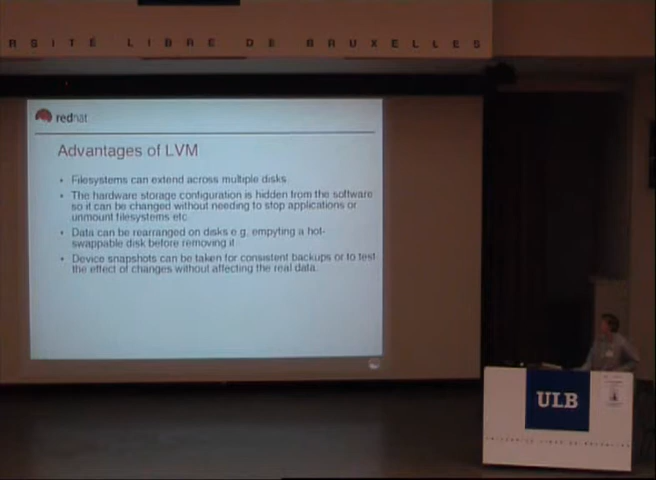 RSITÉ LIBRE DE BRUXELLES
redhat
Advantages of LVM
• Filesystems can extend across multiple disks.
• The hardware storage configuration is hidden from the software
so it can be changed without needing to stop applications or
unmount filesystems etc
• Data can be rearranged on disks e.g. empyting a hot-
swappable disk before removing it
• Device snapshots can be taken for consistent backups or to test
the effect of changes without affecting the real data.
ULB